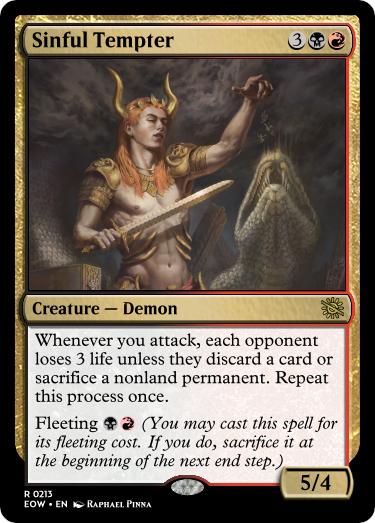 Sinful Tempter 3
Creature — Demon
Whenever you attack, each opponent
loses 3 life unless they discard a card or
sacrifice a nonland permanent. Repeat
this process once.
Fleeting (You may cast this spell for
its fleeting cost. If you do, sacrifice it at
the beginning of the next end step.)
5/4
R 0213
EOW • EN Raphael Pinna